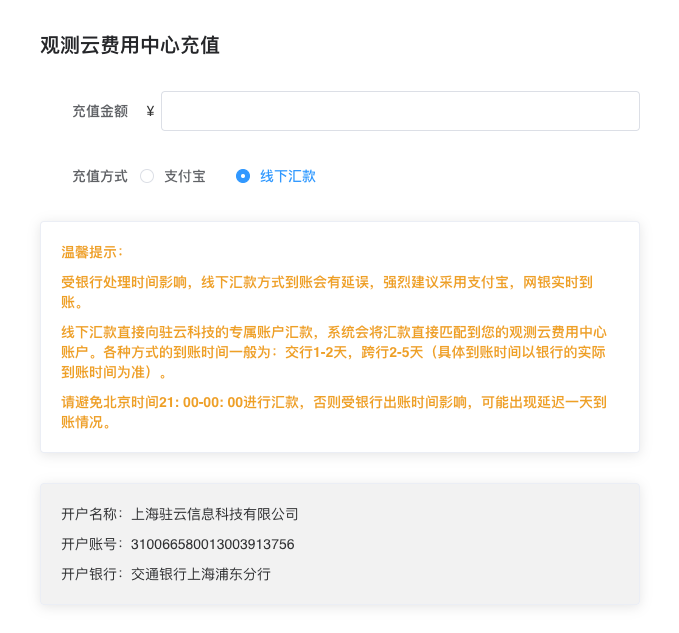 观测云费用中心充值
充值金额 ¥
充值方式 支付宝 线下汇款
温馨提示：
受银行处理时间影响，线下汇款方式到账会有延误，强烈建议采用支付宝，网银实时到
账。
线下汇款直接向驻云科技的专属账户汇款，系统会将汇款直接匹配到您的观测云费用中心
账户。各种方式的到账时间一般为：交行1-2天，跨行2-5天（具体到账时间以银行的实际
到账时间为准）。
请避免北京时间21: 00-00: 00进行汇款，否则受银行出账时间影响，可能出现延迟一天到
账情况。
开户名称：上海驻云信息科技有限公司
开户账号：310066580013003913756
开户银行：交通银行上海浦东分行